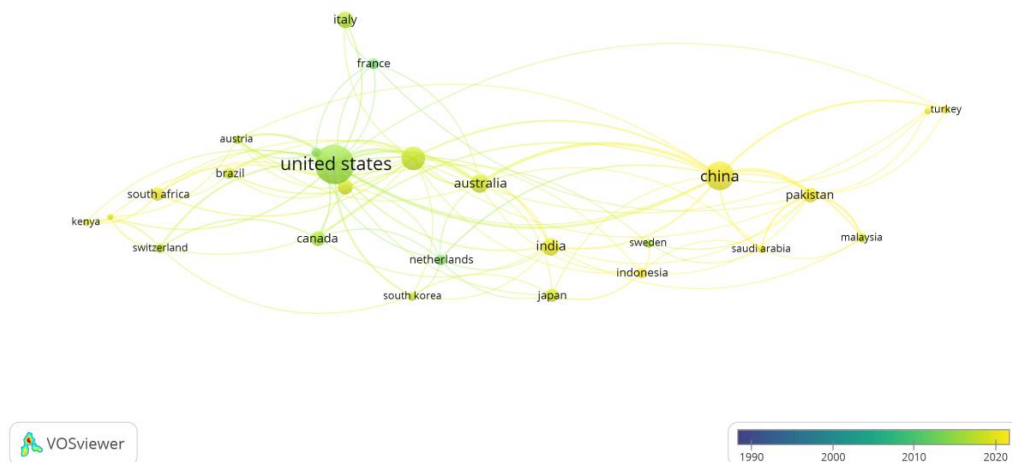 italy
france
turkey
austria
united states
brazil
australia
china
south africa
pakistan
kenya
canada
switzerland
india
sweden
saudi arabia
malaysia
netherlands
indonesia
south korea
japan
VOSviewer
1990 2000 2010 2020